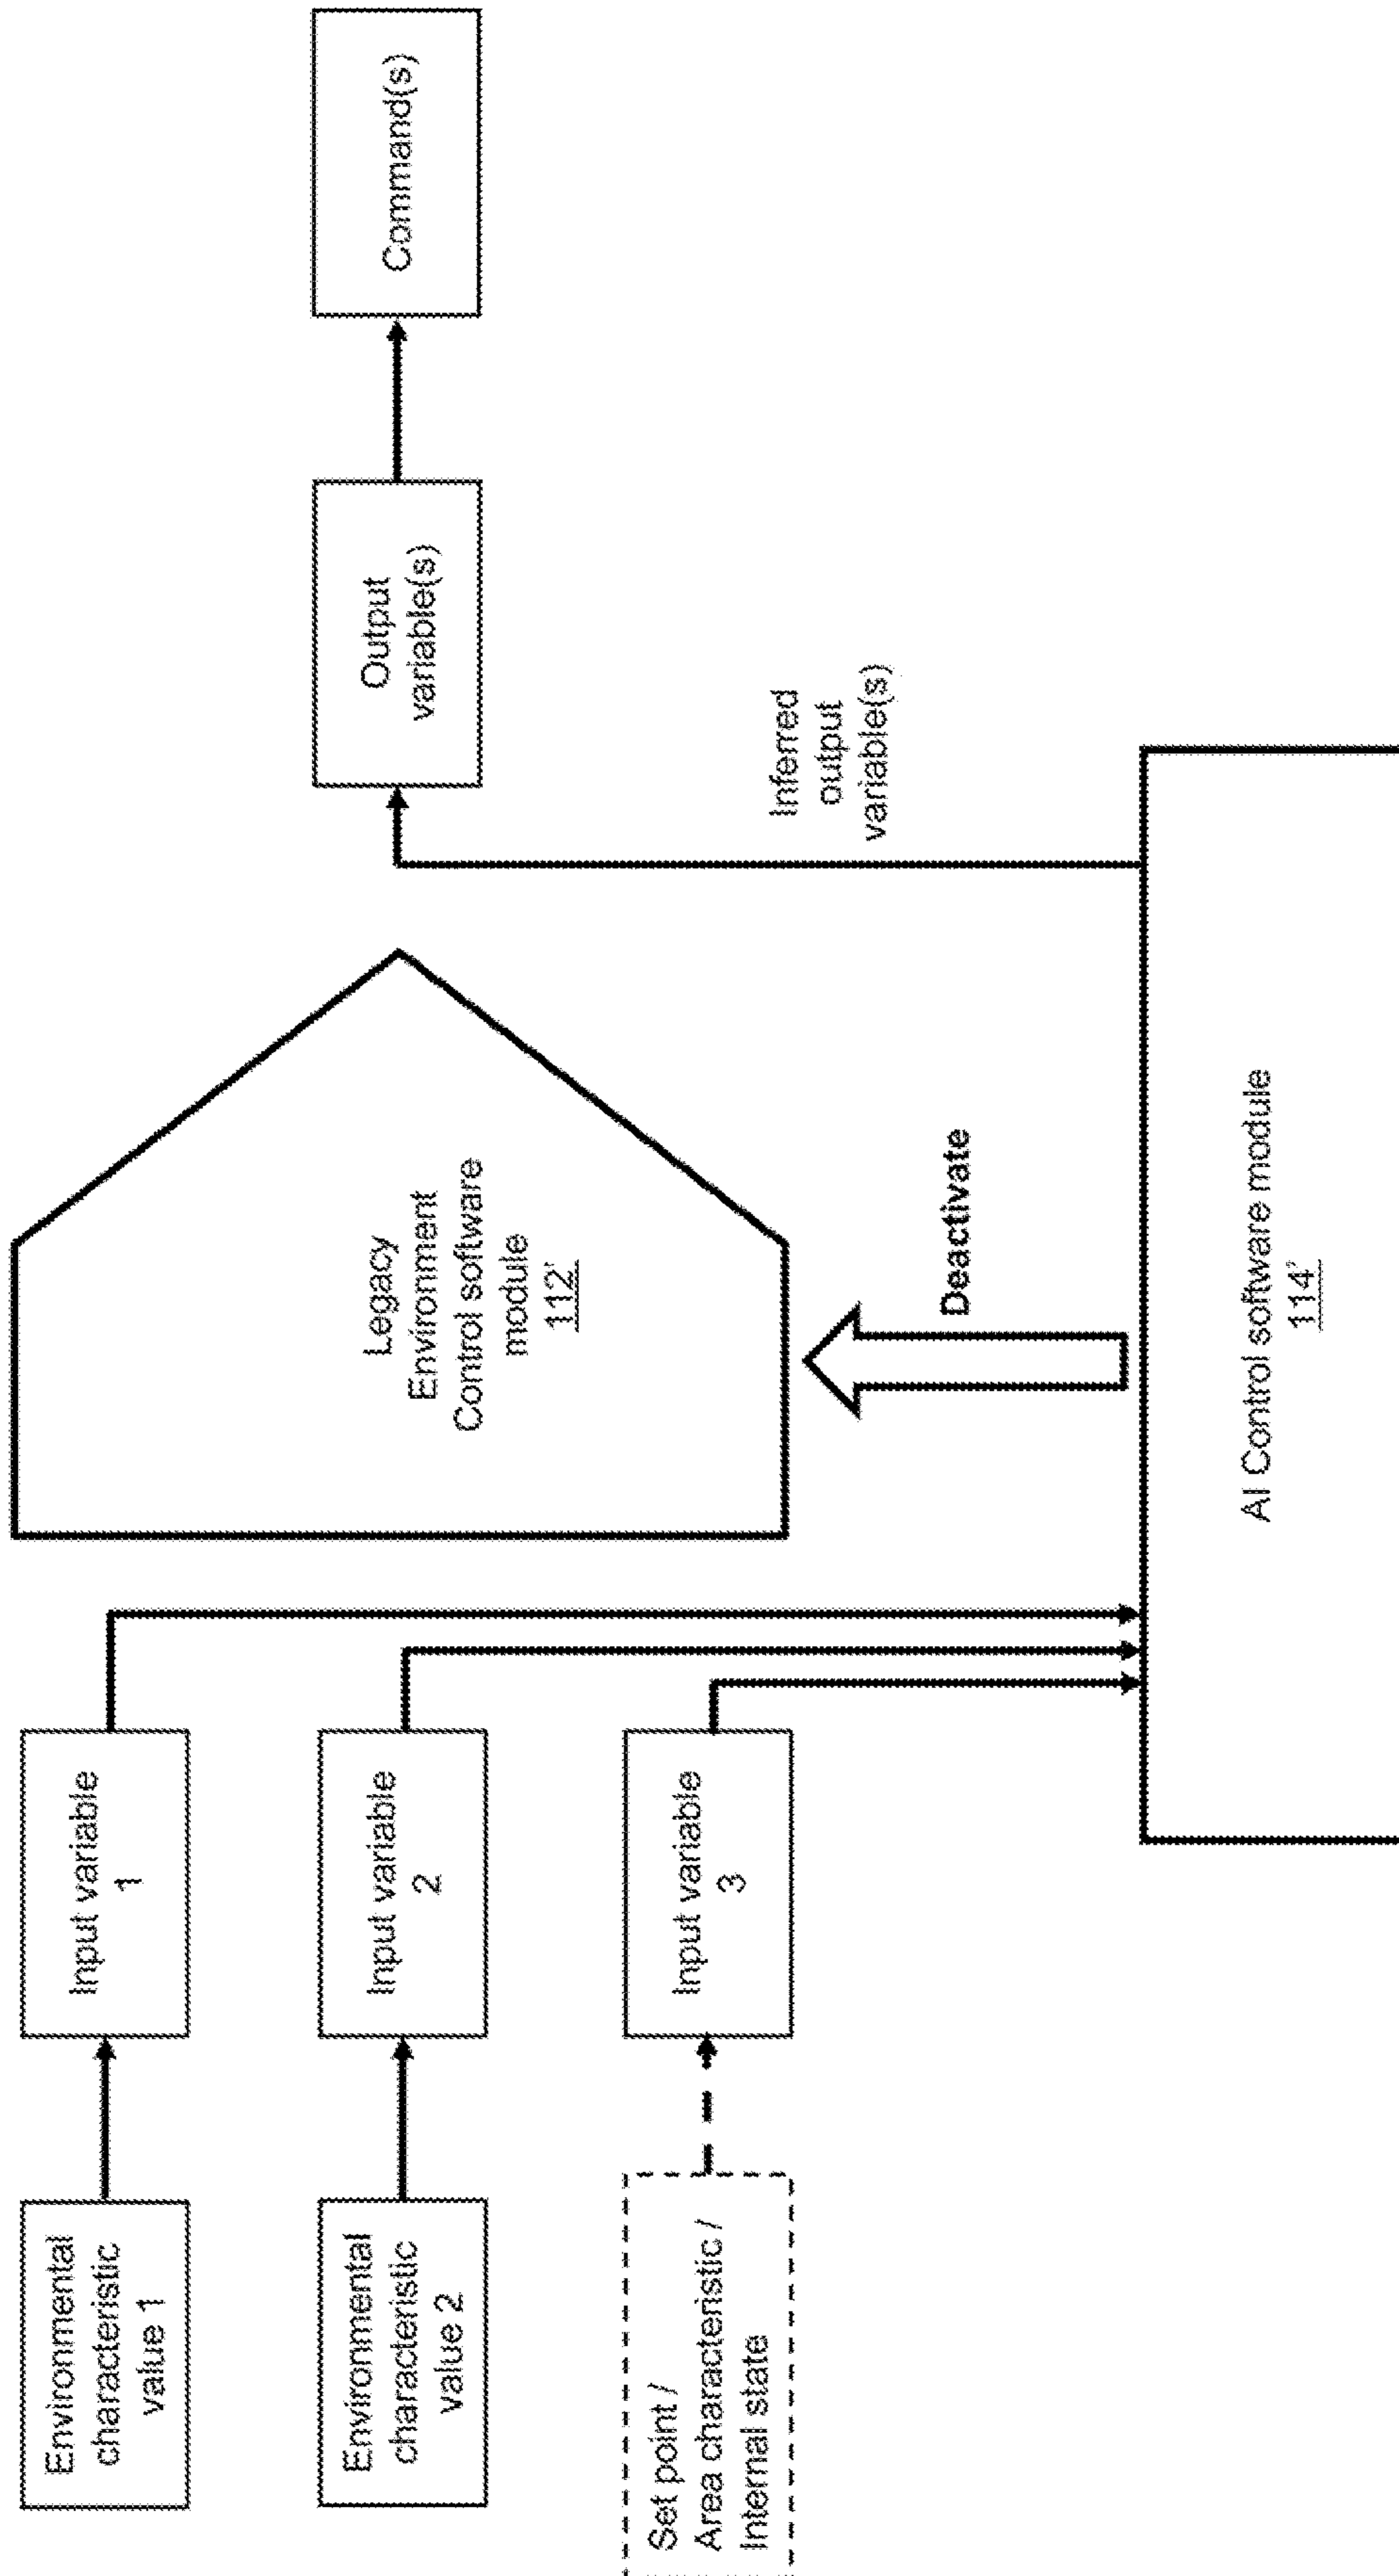 Environmental
characteristic
value 1
Input variable
1
Environmental
characteristic
value 2
Input variable
2
Set point /
Area characteristic /
Internal state
Input variable
3
Legacy
Environment
Control software
module
112'
Deactivate
AI Control software module
114'
Inferred
output
variable(s)
Output
variable(s)
Command(s)